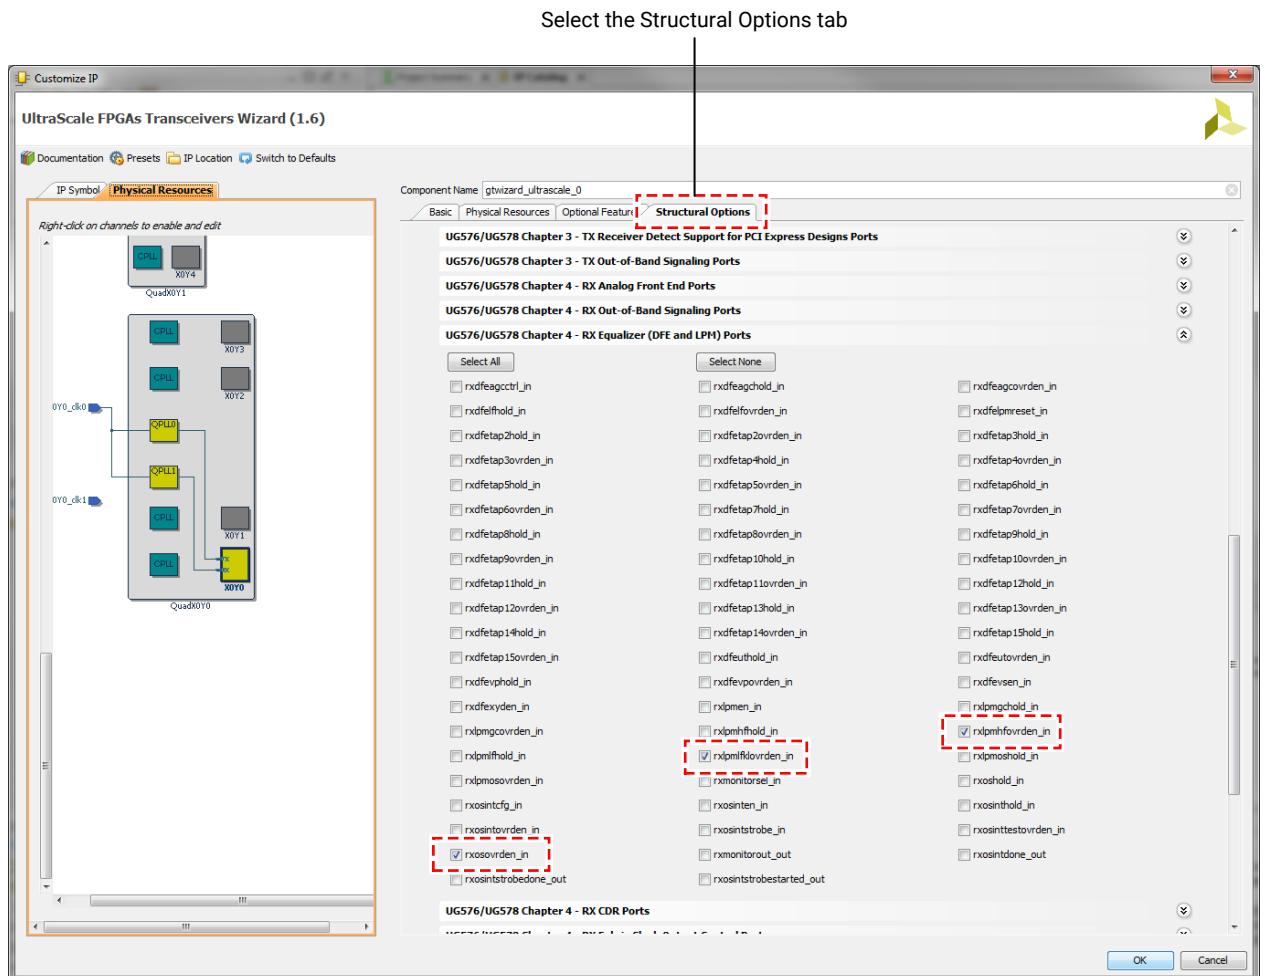 Select the Structural Options tab
Customize IP
UltraScale FPGAs Transceivers Wizard (1.6)
Documentation Presets IP Location Switch to Defaults
IP Symbol Physical Resources
Right-click on channels to enable and edit
CPLL
X0Y4
QuadX0Y1
CPLL
X0Y3
CPLL
X0Y2
0Y0_clk0
QPLL0
QPLL1
0Y0_clk1
CPLL
X0Y1
CPLL
TX
RX
X0Y0
QuadX0Y0
Component Name gtwizard_ultrascale_0
Basic Physical Resources Optional Feature Structural Options
UG576/UG578 Chapter 3 - TX Receiver Detect Support for PCI Express Designs Ports
UG576/UG578 Chapter 3 - TX Out-of-Band Signaling Ports
UG576/UG578 Chapter 4 - RX Analog Front End Ports
UG576/UG578 Chapter 4 - RX Out-of-Band Signaling Ports
UG576/UG578 Chapter 4 - RX Equalizer (DFE and LPM) Ports
Select All Select None
rxdfeagcctrl_in rxdfeagchold_in rxdfeagcovrden_in
rxdfelfhold_in rxdfelfovrden_in rxdfelpmreset_in
rxdfetap2hold_in rxdfetap2ovrden_in rxdfetap3hold_in
rxdfetap3ovrden_in rxdfetap4hold_in rxdfetap4ovrden_in
rxdfetap5hold_in rxdfetap5ovrden_in rxdfetap6hold_in
rxdfetap6ovrden_in rxdfetap7hold_in rxdfetap7ovrden_in
rxdfetap8hold_in rxdfetap8ovrden_in rxdfetap9hold_in
rxdfetap9ovrden_in rxdfetap10hold_in rxdfetap10ovrden_in
rxdfetap11hold_in rxdfetap11ovrden_in rxdfetap12hold_in
rxdfetap12ovrden_in rxdfetap13hold_in rxdfetap13ovrden_in
rxdfetap14hold_in rxdfetap14ovrden_in rxdfetap15hold_in
rxdfetap15ovrden_in rxdfeuthold_in rxdfeutovrden_in
rxdfevphold_in rxdfevpovrden_in rxdfevsen_in
rxdfexyden_in rxlpmen_in rxlpmgchold_in
rxlpmgcovrden_in rxlpmhfhold_in rxlpmhfovrden_in
rxlpmlfhold_in rxlpmlfklovrden_in rxlpmoshold_in
rxlpmosovrden_in rxmonitorsel_in rxoshold_in
rxosintcfg_in rxosinten_in rxosinthold_in
rxosintovrden_in rxosintstrobe_in rxosinttestovrden_in
rxosovrden_in rxmonitorout_out rxosintdone_out
rxosintstrobedone_out rxosintstrobestarted_out
UG576/UG578 Chapter 4 - RX CDR Ports
OK Cancel